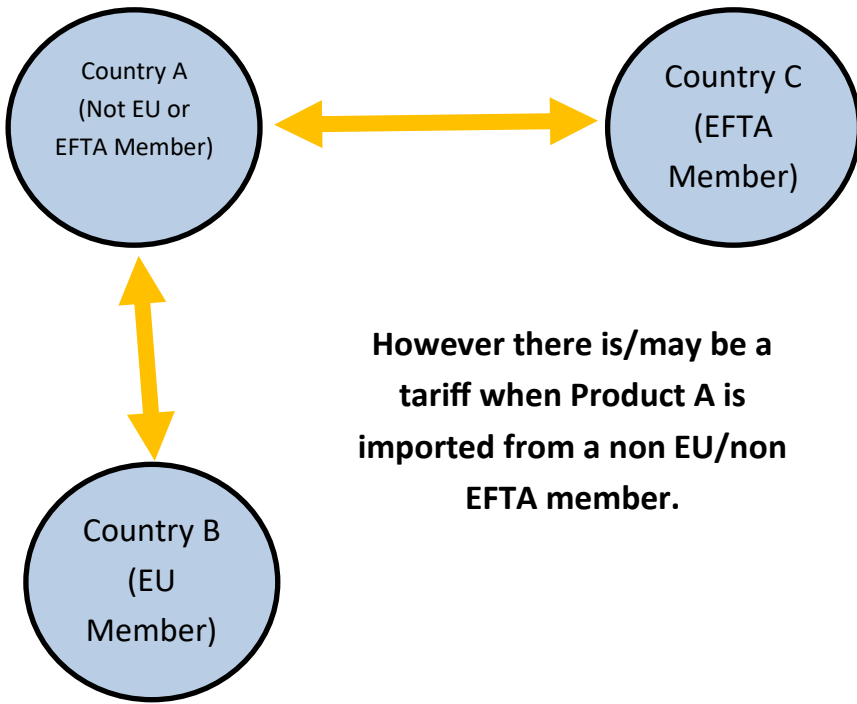 Country A
(Not EU or
EFTA Member)
Country C
(EFTA
Member)
However there is/may be a
tariff when Product A is
imported from a non EU/non
EFTA member.
Country B
(EU
Member)